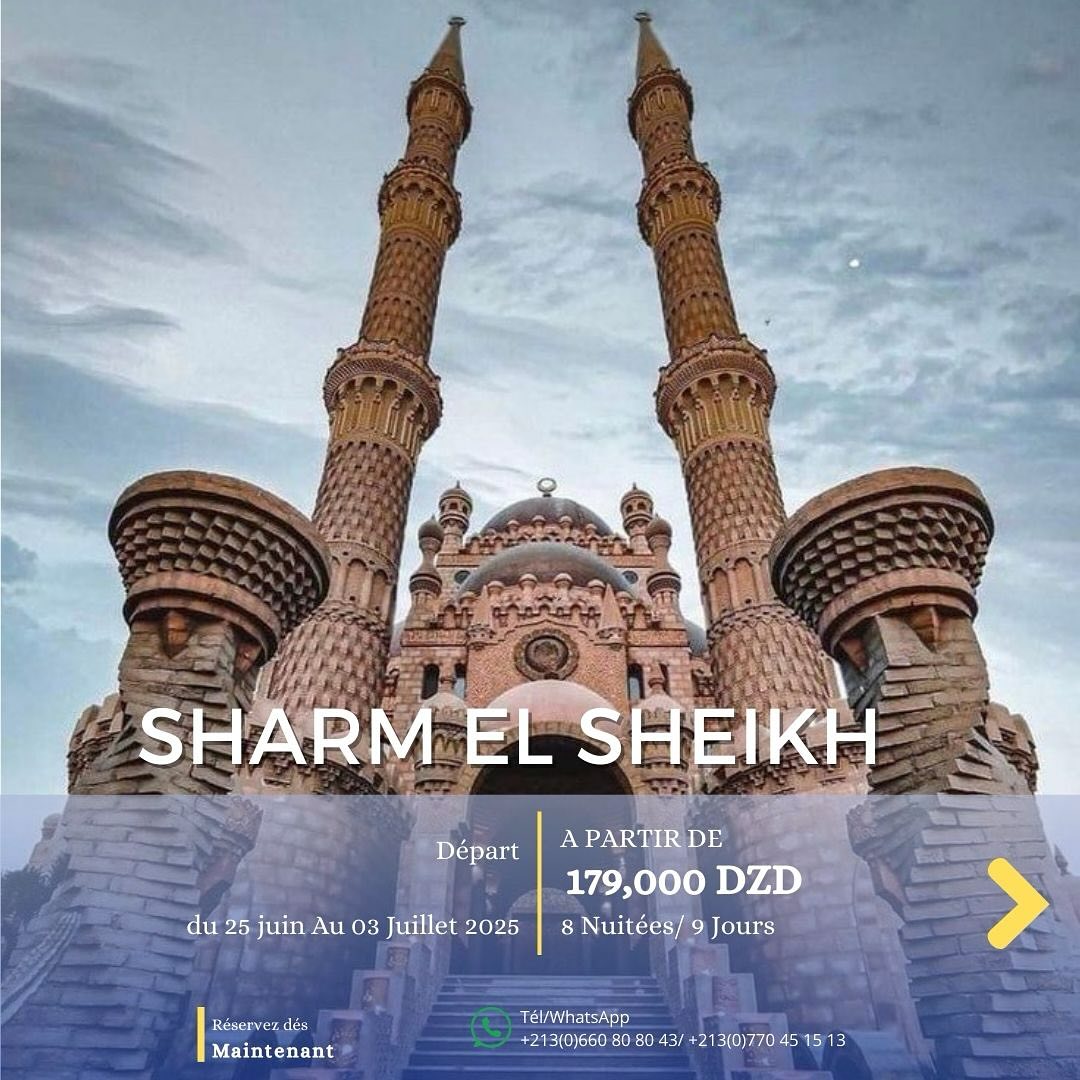 SHARM EL SHEIKH
Départ
du 25 juin Au 03 Juillet 2025
A PARTIR DE
179,000 DZD
8 Nuitées/ 9 Jours
Réservez dés
Maintenant
Tél/WhatsApp
+213(0)660 80 80 43/ +213(0)770 45 15 13